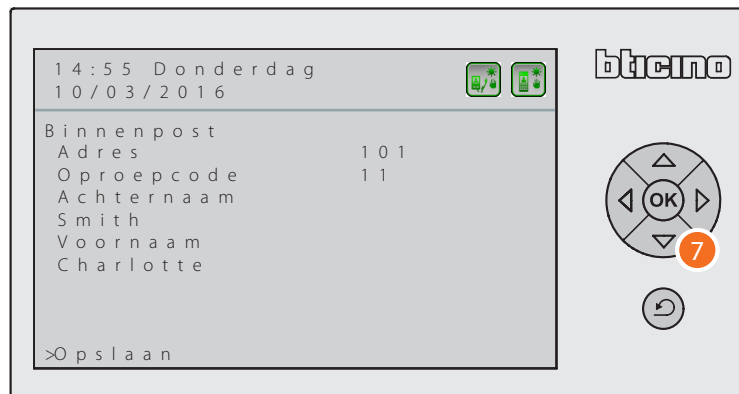 14:55 Donderdag
10/03/2016
bticino
Binnenpost
Adres 101
Oproepcode 11
Achternaam
Smith
Voornaam
Charlotte
>Opslaan
OK
7